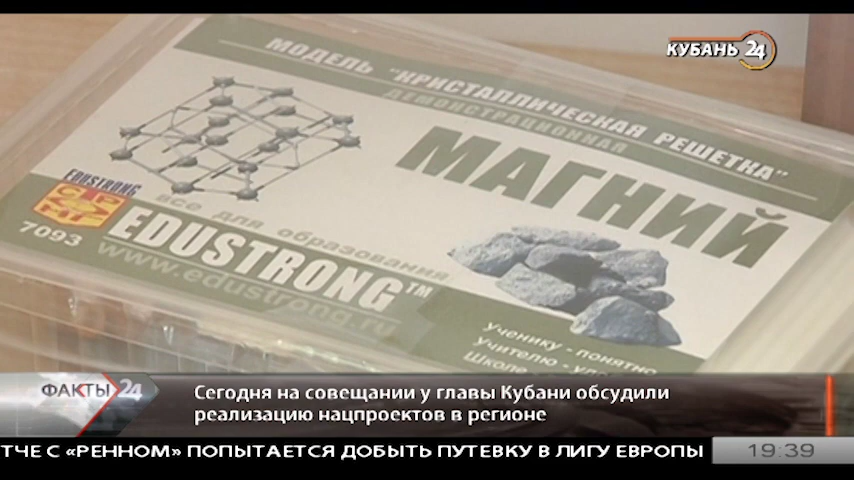 КУБАНЬ 24
МОДЕЛЬ "КРИСТАЛЛИЧЕСКАЯ РЕШЕТКА"
ДЕМОНСТРАЦИОННАЯ
МАГНИЙ
EDUSTRONG
все для образования
EDUSTRONG™
7093
www.edustrong.ru
Ученику - понятно
Учителю -
Школе
ФАКТЫ 24
Сегодня на совещании у главы Кубани обсудили
реализацию нацпроектов в регионе
ТЧЕ С «РЕННОМ» ПОПЫТАЕТСЯ ДОБЫТЬ ПУТЕВКУ В ЛИГУ ЕВРОПЫ
19:39